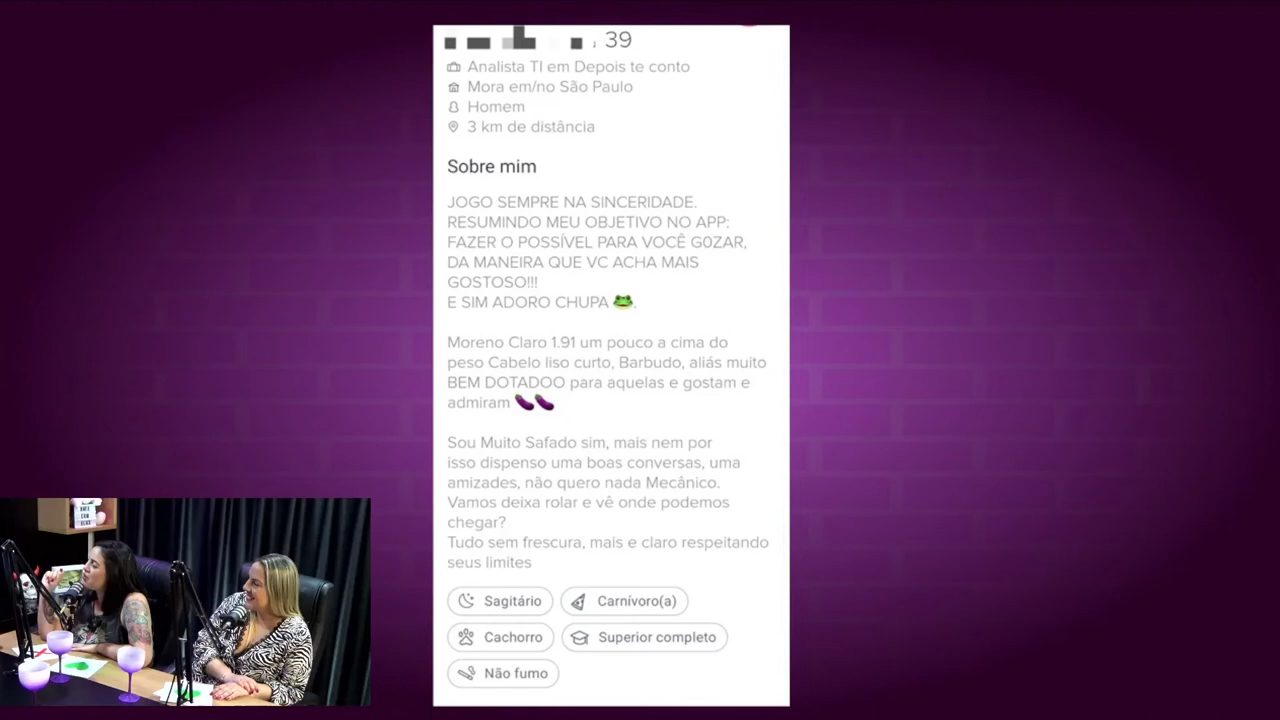 39
Analista TI em Depois te conto
Mora em/no São Paulo
Homem
3 km de distância
Sobre mim
JOGO SEMPRE NA SINCERIDADE.
RESUMINDO MEU OBJETIVO NO APP:
FAZER O POSSÍVEL PARA VOCÊ G0ZAR,
DA MANEIRA QUE VC ACHA MAIS
GOSTOSO!!!
E SIM ADORO CHUPA 🐸.
Moreno Claro 1.91 um pouco a cima do
peso Cabelo liso curto, Barbudo, aliás muito
BEM DOTADOO para aquelas e gostam e
admiram 🍆🍆
Sou Muito Safado sim, mais nem por
isso dispenso uma boas conversas, uma
amizades, não quero nada Mecânico.
Vamos deixa rolar e vê onde podemos
chegar?
Tudo sem frescura, mais e claro respeitando
seus limites
Sagitário
Carnívoro(a)
Cachorro
Superior completo
Não fumo